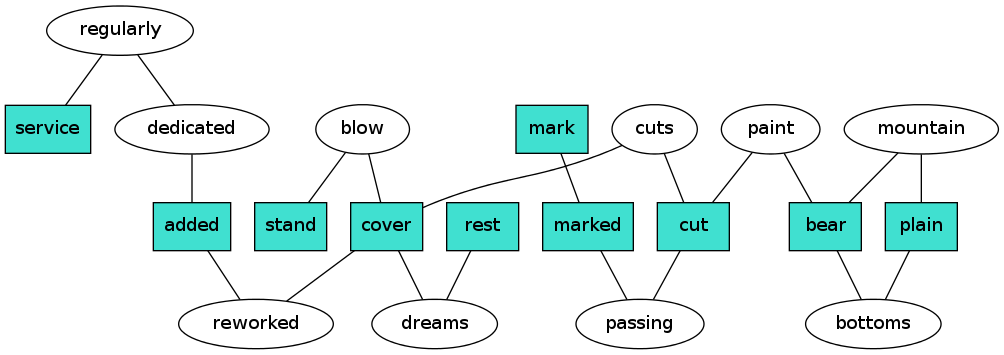 regularly
service
dedicated
blow
mark
cuts
paint
mountain
added
stand
cover
rest
marked
cut
bear
plain
reworked
dreams
passing
bottoms